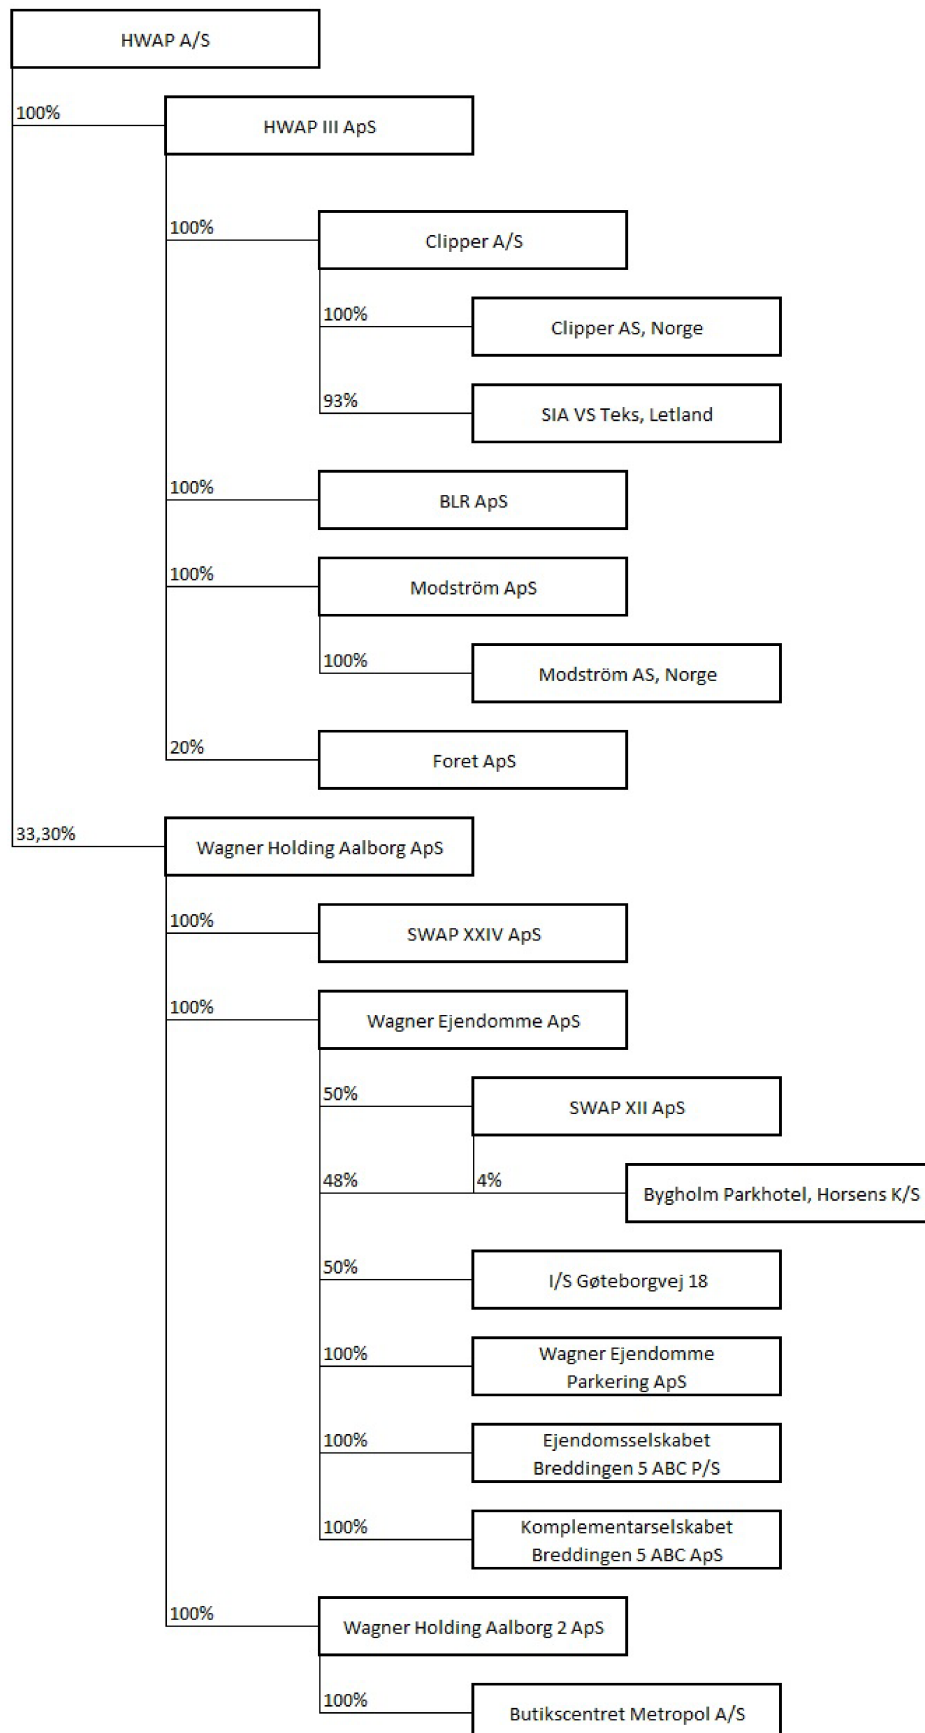 HWAP A/S
100%
HWAP III ApS
100%
Clipper A/S
100%
Clipper AS, Norge
93%
SIA VS Teks, Letland
100%
BLR ApS
100%
Modström ApS
100%
Modström AS, Norge
20%
Foret ApS
33,30%
Wagner Holding Aalborg ApS
100%
SWAP XXIV ApS
100%
Wagner Ejendomme ApS
50%
SWAP XII ApS
48%
4%
Bygholm Parkhotel, Horsens K/S
50%
I/S Gøteborgvej 18
100%
Wagner Ejendomme
Parkering ApS
100%
Ejendomsselskabet
Breddingen 5 ABC P/S
100%
Komplementarselskabet
Breddingen 5 ABC ApS
100%
Wagner Holding Aalborg 2 ApS
100%
Butikscentret Metropol A/S